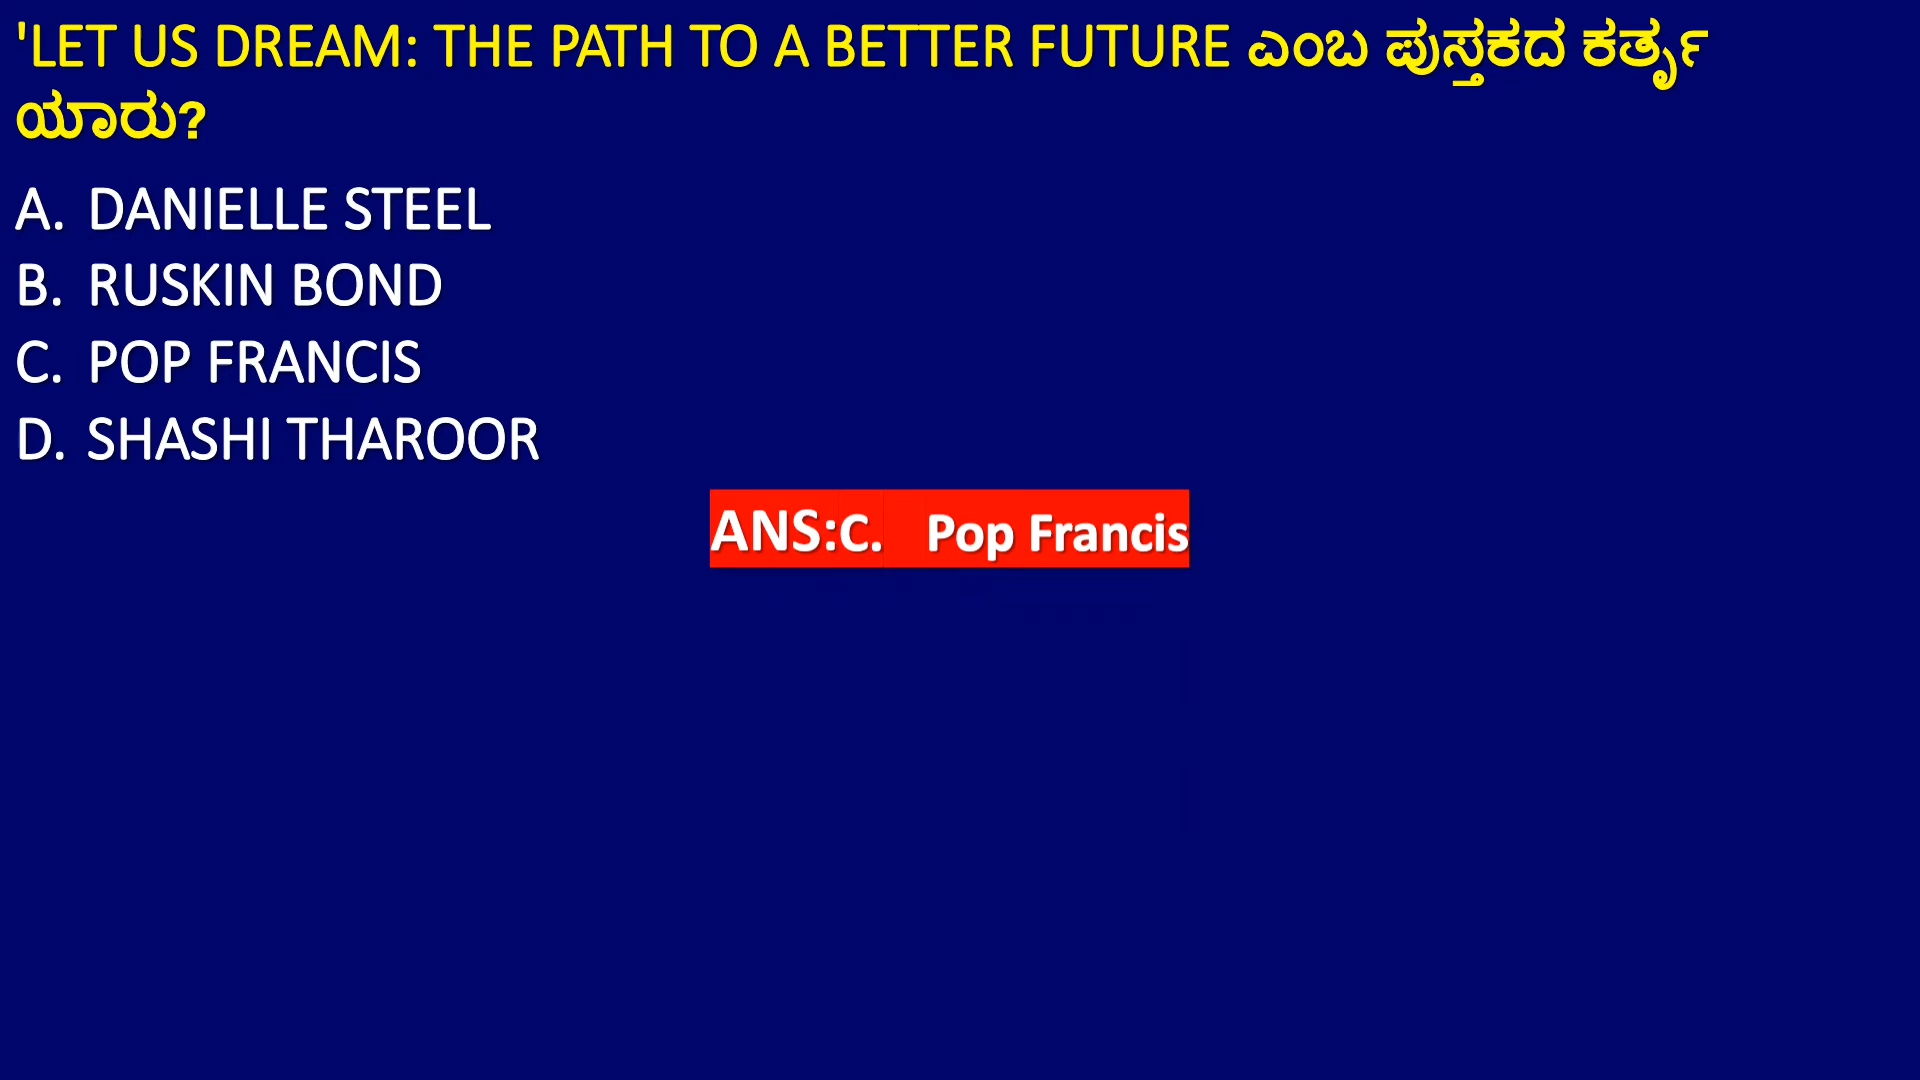 'LET US DREAM: THE PATH TO A BETTER FUTURE ಎಂಬ ಪುಸ್ತಕದ ಕರ್ತೃ
ಯಾರು?
A. DANIELLE STEEL
B. RUSKIN BOND
C. POP FRANCIS
D. SHASHI THAROOR
ANS:C. Pop Francis